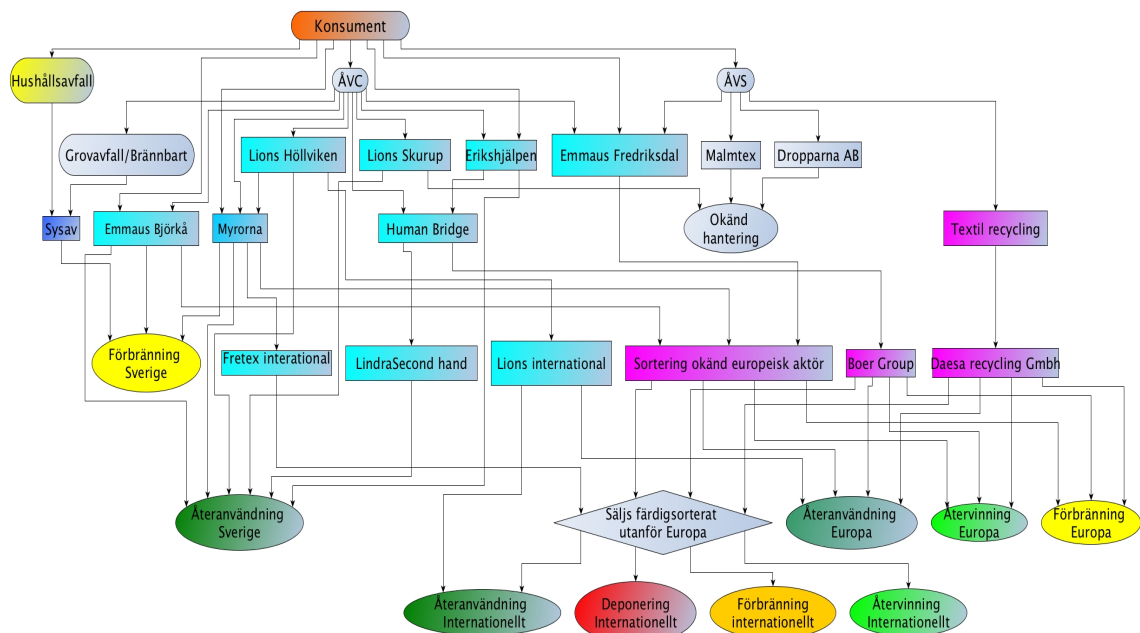 Konsument
Hushållsavfall
ÅVC
ÅVS
Grovavfall/Brännbart
Lions Höllviken
Lions Skurup
Erikshjälpen
Emmaus Fredriksdal
Malmtex
Dropparna AB
Sysav
Emmaus Björkå
Myrorna
Human Bridge
Okänd
hantering
Textil recycling
Förbränning
Sverige
Fretex interational
LindraSecond hand
Lions international
Sortering okänd europeisk aktör
Boer Group
Daesa recycling Gmbh
Återanvändning
Sverige
Säljs färdigsorterat
utanför Europa
Återanvändning
Europa
Återvinning
Europa
Förbränning
Europa
Återanvändning
Internationellt
Deponering
Internationellt
Förbränning
internationellt
Återvinning
Internationellt